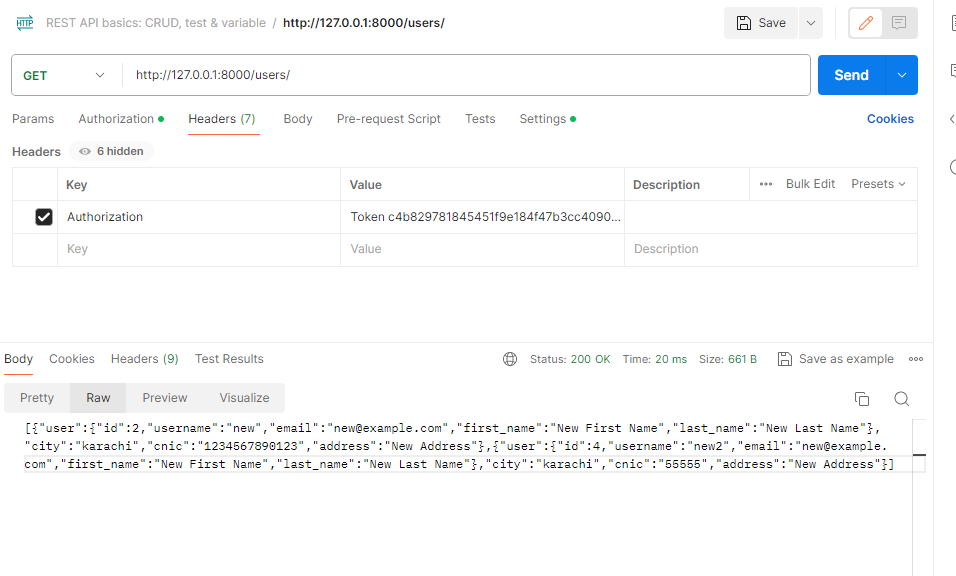 HTTP REST API basics: CRUD, test & variable / http://127.0.0.1:8000/users/ Save
GET http://127.0.0.1:8000/users/ Send
Params Authorization Headers (7) Body Pre-request Script Tests Settings Cookies
Headers 6 hidden
Key Value Description Bulk Edit Presets
Authorization Token c4b829781845451f9e184f47b3cc4090...
Key Value Description
Body Cookies Headers (9) Test Results Status: 200 OK Time: 20 ms Size: 661 B Save as example
Pretty Raw Preview Visualize
[{"user":{"id":2,"username":"new","email":"new@example.com","first_name":"New First Name","last_name":"New Last Name"},
"city":"karachi","cnic":"1234567890123","address":"New Address"},{"user":{"id":4,"username":"new2","email":"new@example.
com","first_name":"New First Name","last_name":"New Last Name"},"city":"karachi","cnic":"55555","address":"New Address"}]